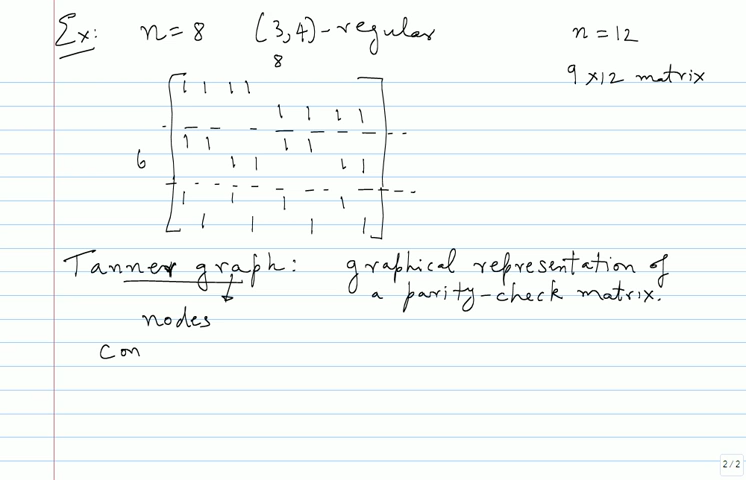 Ex: n = 8 (3,4)-regular n = 12
8 9 x 12 matrix
1 1 1 1
1 1 1 1
1 1 1 1
6 1 1 1 1
1 1 1 1
1 1 1 1
Tanner graph: graphical representation of
a parity-check matrix.
nodes
con
2/2